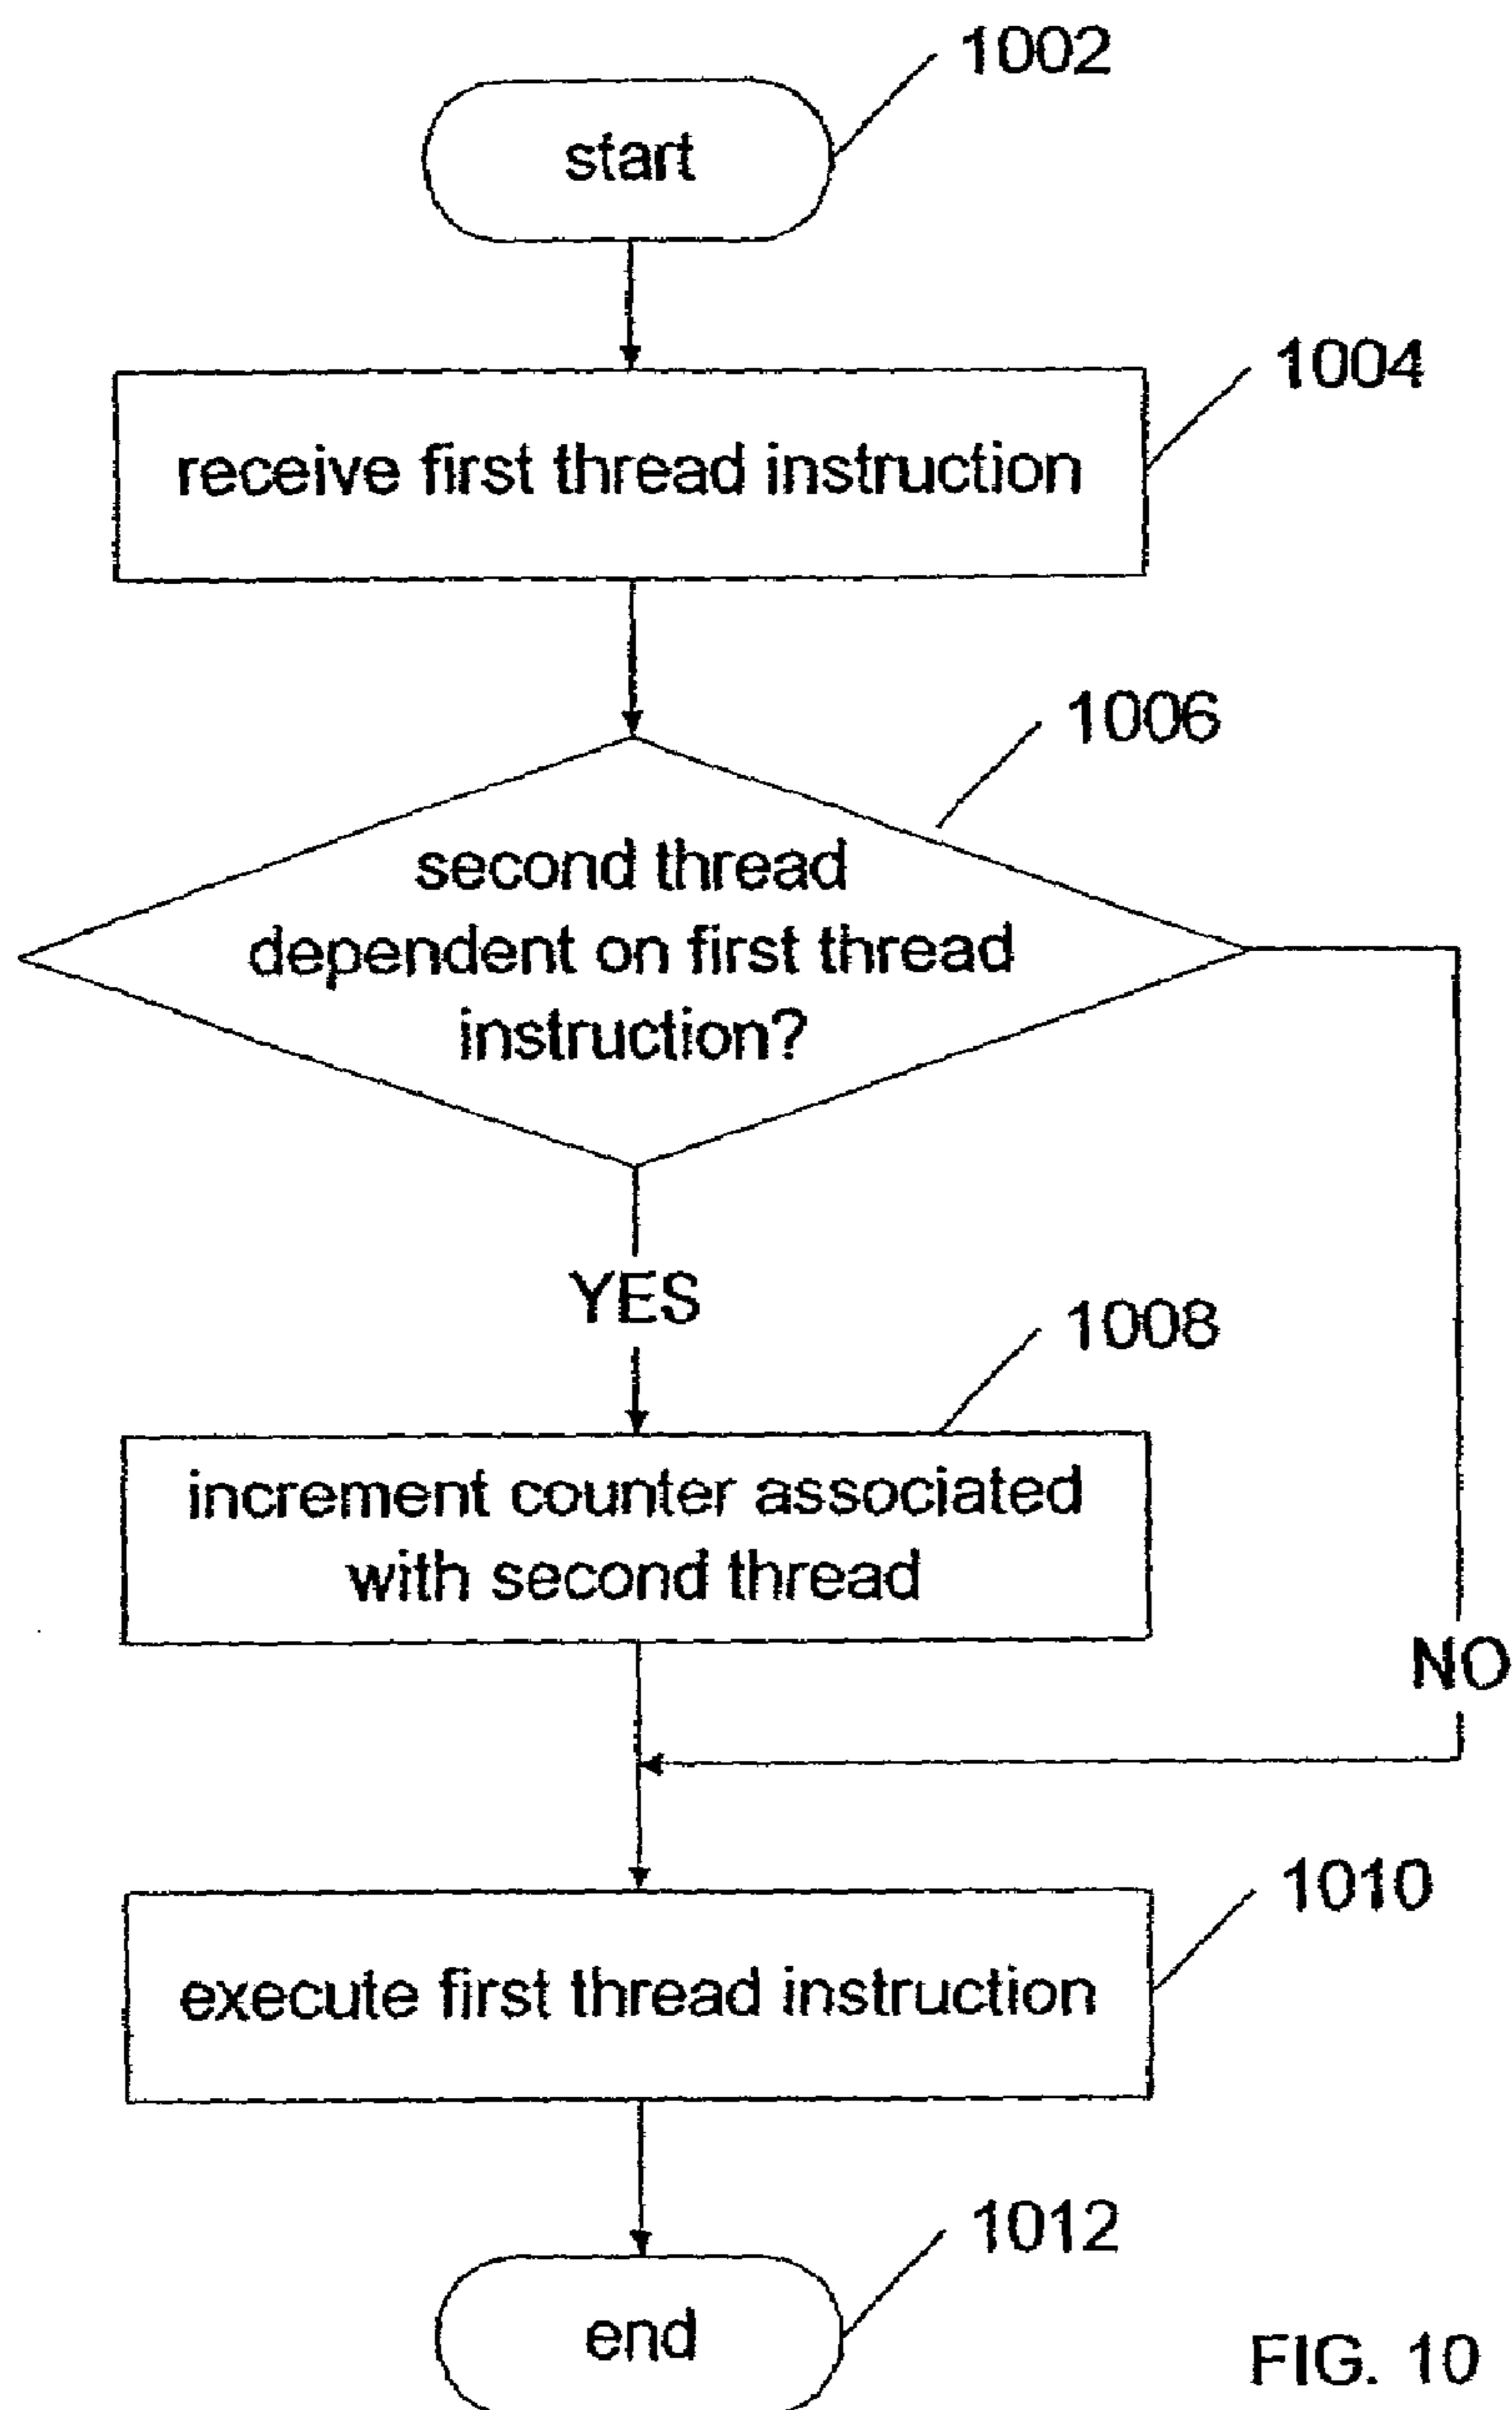 1002
start
1004
receive first thread instruction
1006
second thread
dependent on first thread
instruction?
YES
1008
increment counter associated
with second thread
NO
1010
execute first thread instruction
1012
end
FIG. 10